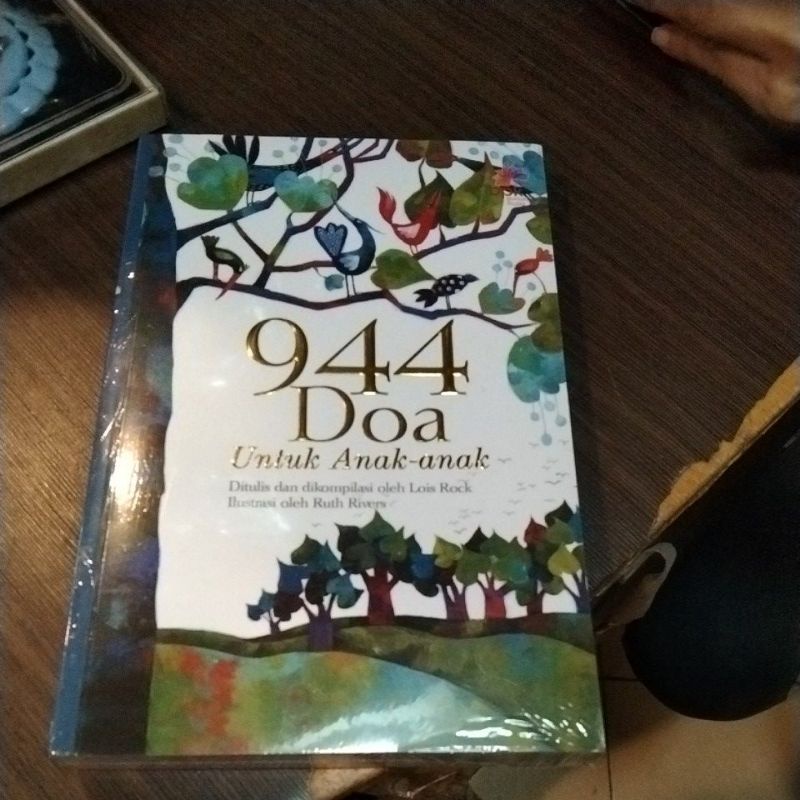 944
Doa
Untuk Anak-anak
Ditulis dan dikompilasi oleh Lois Rock
Ilustrasi oleh Ruth Rivers